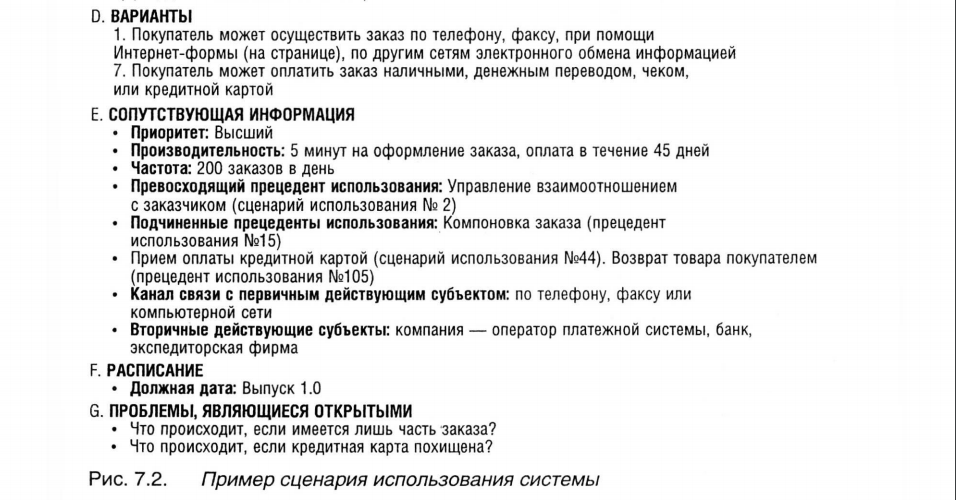 D. ВАРИАНТЫ
1. Покупатель может осуществить заказ по телефону, факсу, при помощи
Интернет-формы (на странице), по другим сетям электронного обмена информацией
7. Покупатель может оплатить заказ наличными, денежным переводом, чеком,
или кредитной картой
E. СОПУТСТВУЮЩАЯ ИНФОРМАЦИЯ
• Приоритет: Высший
• Производительность: 5 минут на оформление заказа, оплата в течение 45 дней
• Частота: 200 заказов в день
• Превосходящий прецедент использования: Управление взаимоотношением
с заказчиком (сценарий использования № 2)
• Подчиненные прецеденты использования: Компоновка заказа (прецедент
использования №15)
• Прием оплаты кредитной картой (сценарий использования №44). Возврат товара покупателем
(прецедент использования №105)
• Канал связи с первичным действующим субъектом: по телефону, факсу или
компьютерной сети
• Вторичные действующие субъекты: компания — оператор платежной системы, банк,
экспедиторская фирма
F. РАСПИСАНИЕ
• Должная дата: Выпуск 1.0
G. ПРОБЛЕМЫ, ЯВЛЯЮЩИЕСЯ ОТКРЫТЫМИ
• Что происходит, если имеется лишь часть заказа?
• Что происходит, если кредитная карта похищена?
Рис. 7.2. Пример сценария использования системы